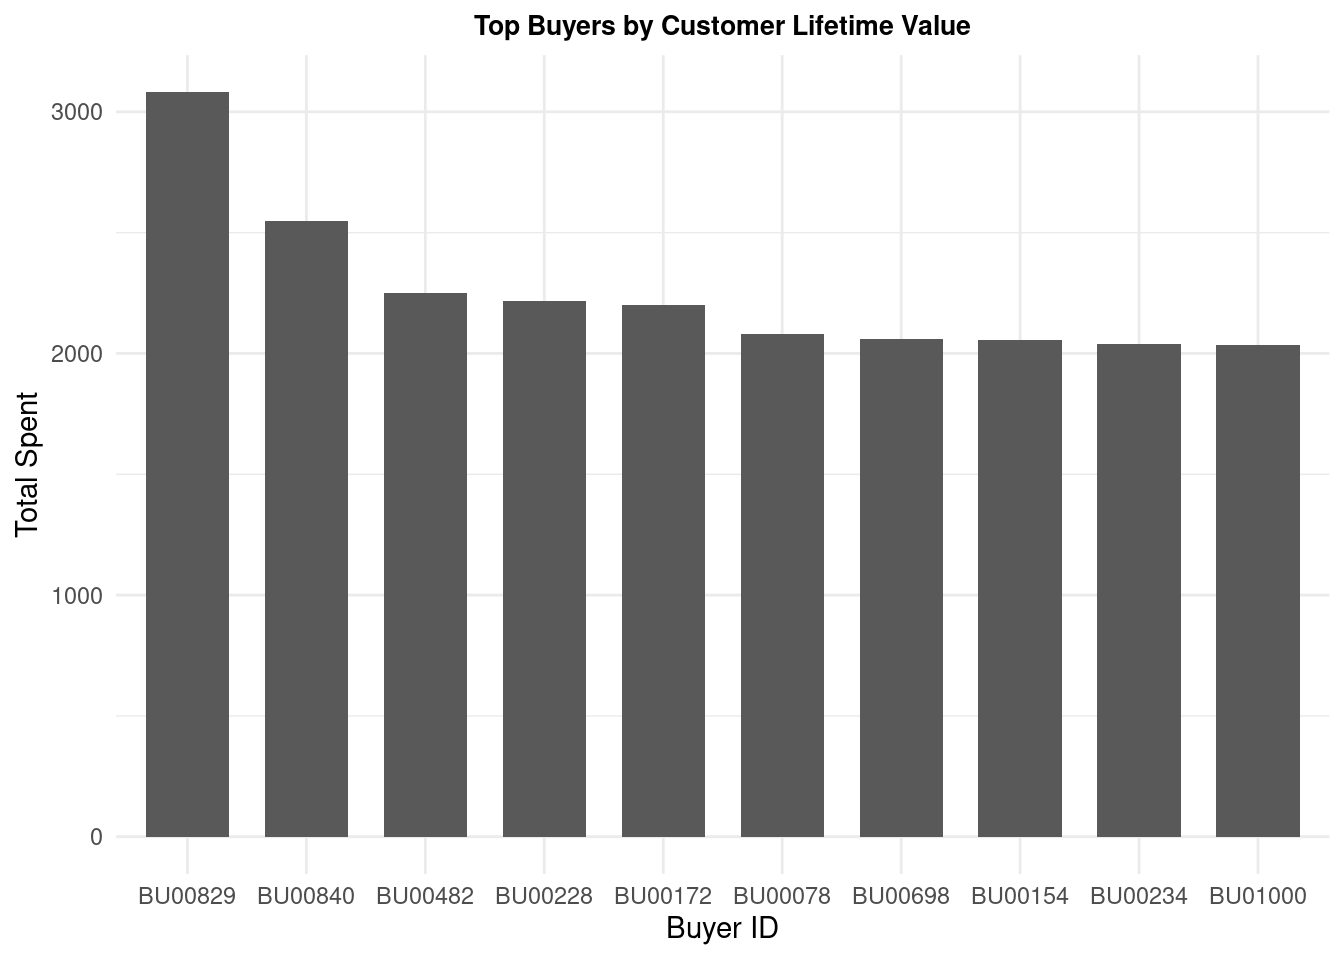 Top Buyers by Customer Lifetime Value
3000
2000
1000
0
Total Spent
BU00829 BU00840 BU00482 BU00228 BU00172 BU00078 BU00698 BU00154 BU00234 BU01000
Buyer ID